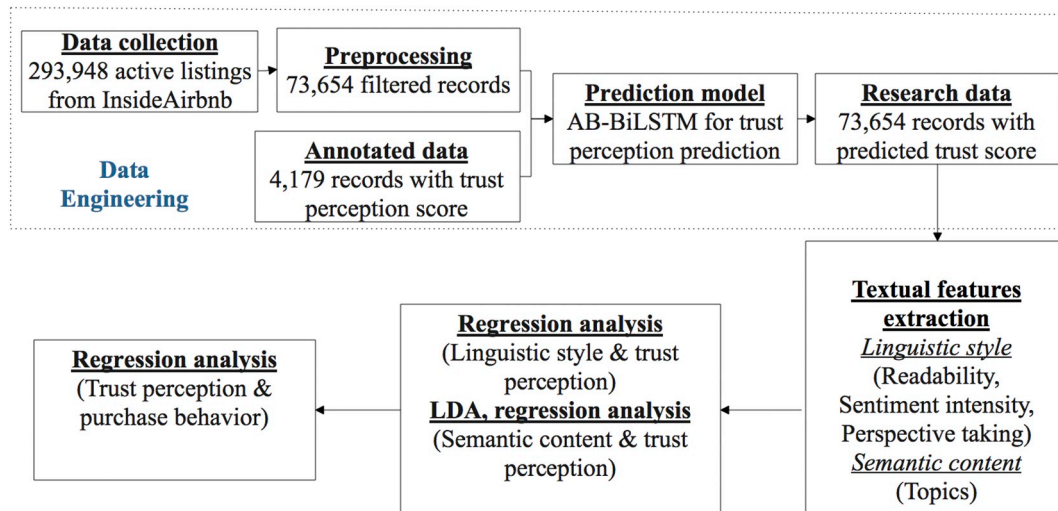 Data collection
293,948 active listings
from InsideAirbnb
Preprocessing
73,654 filtered records
Annotated data
4,179 records with trust
perception score
Prediction model
AB-BiLSTM for trust
perception prediction
Research data
73,654 records with
predicted trust score
Data
Engineering
Textual features
extraction
Linguistic style
(Readability,
Sentiment intensity,
Perspective taking)
Semantic content
(Topics)
Regression analysis
(Linguistic style & trust
perception)
LDA, regression analysis
(Semantic content & trust
perception)
Regression analysis
(Trust perception &
purchase behavior)